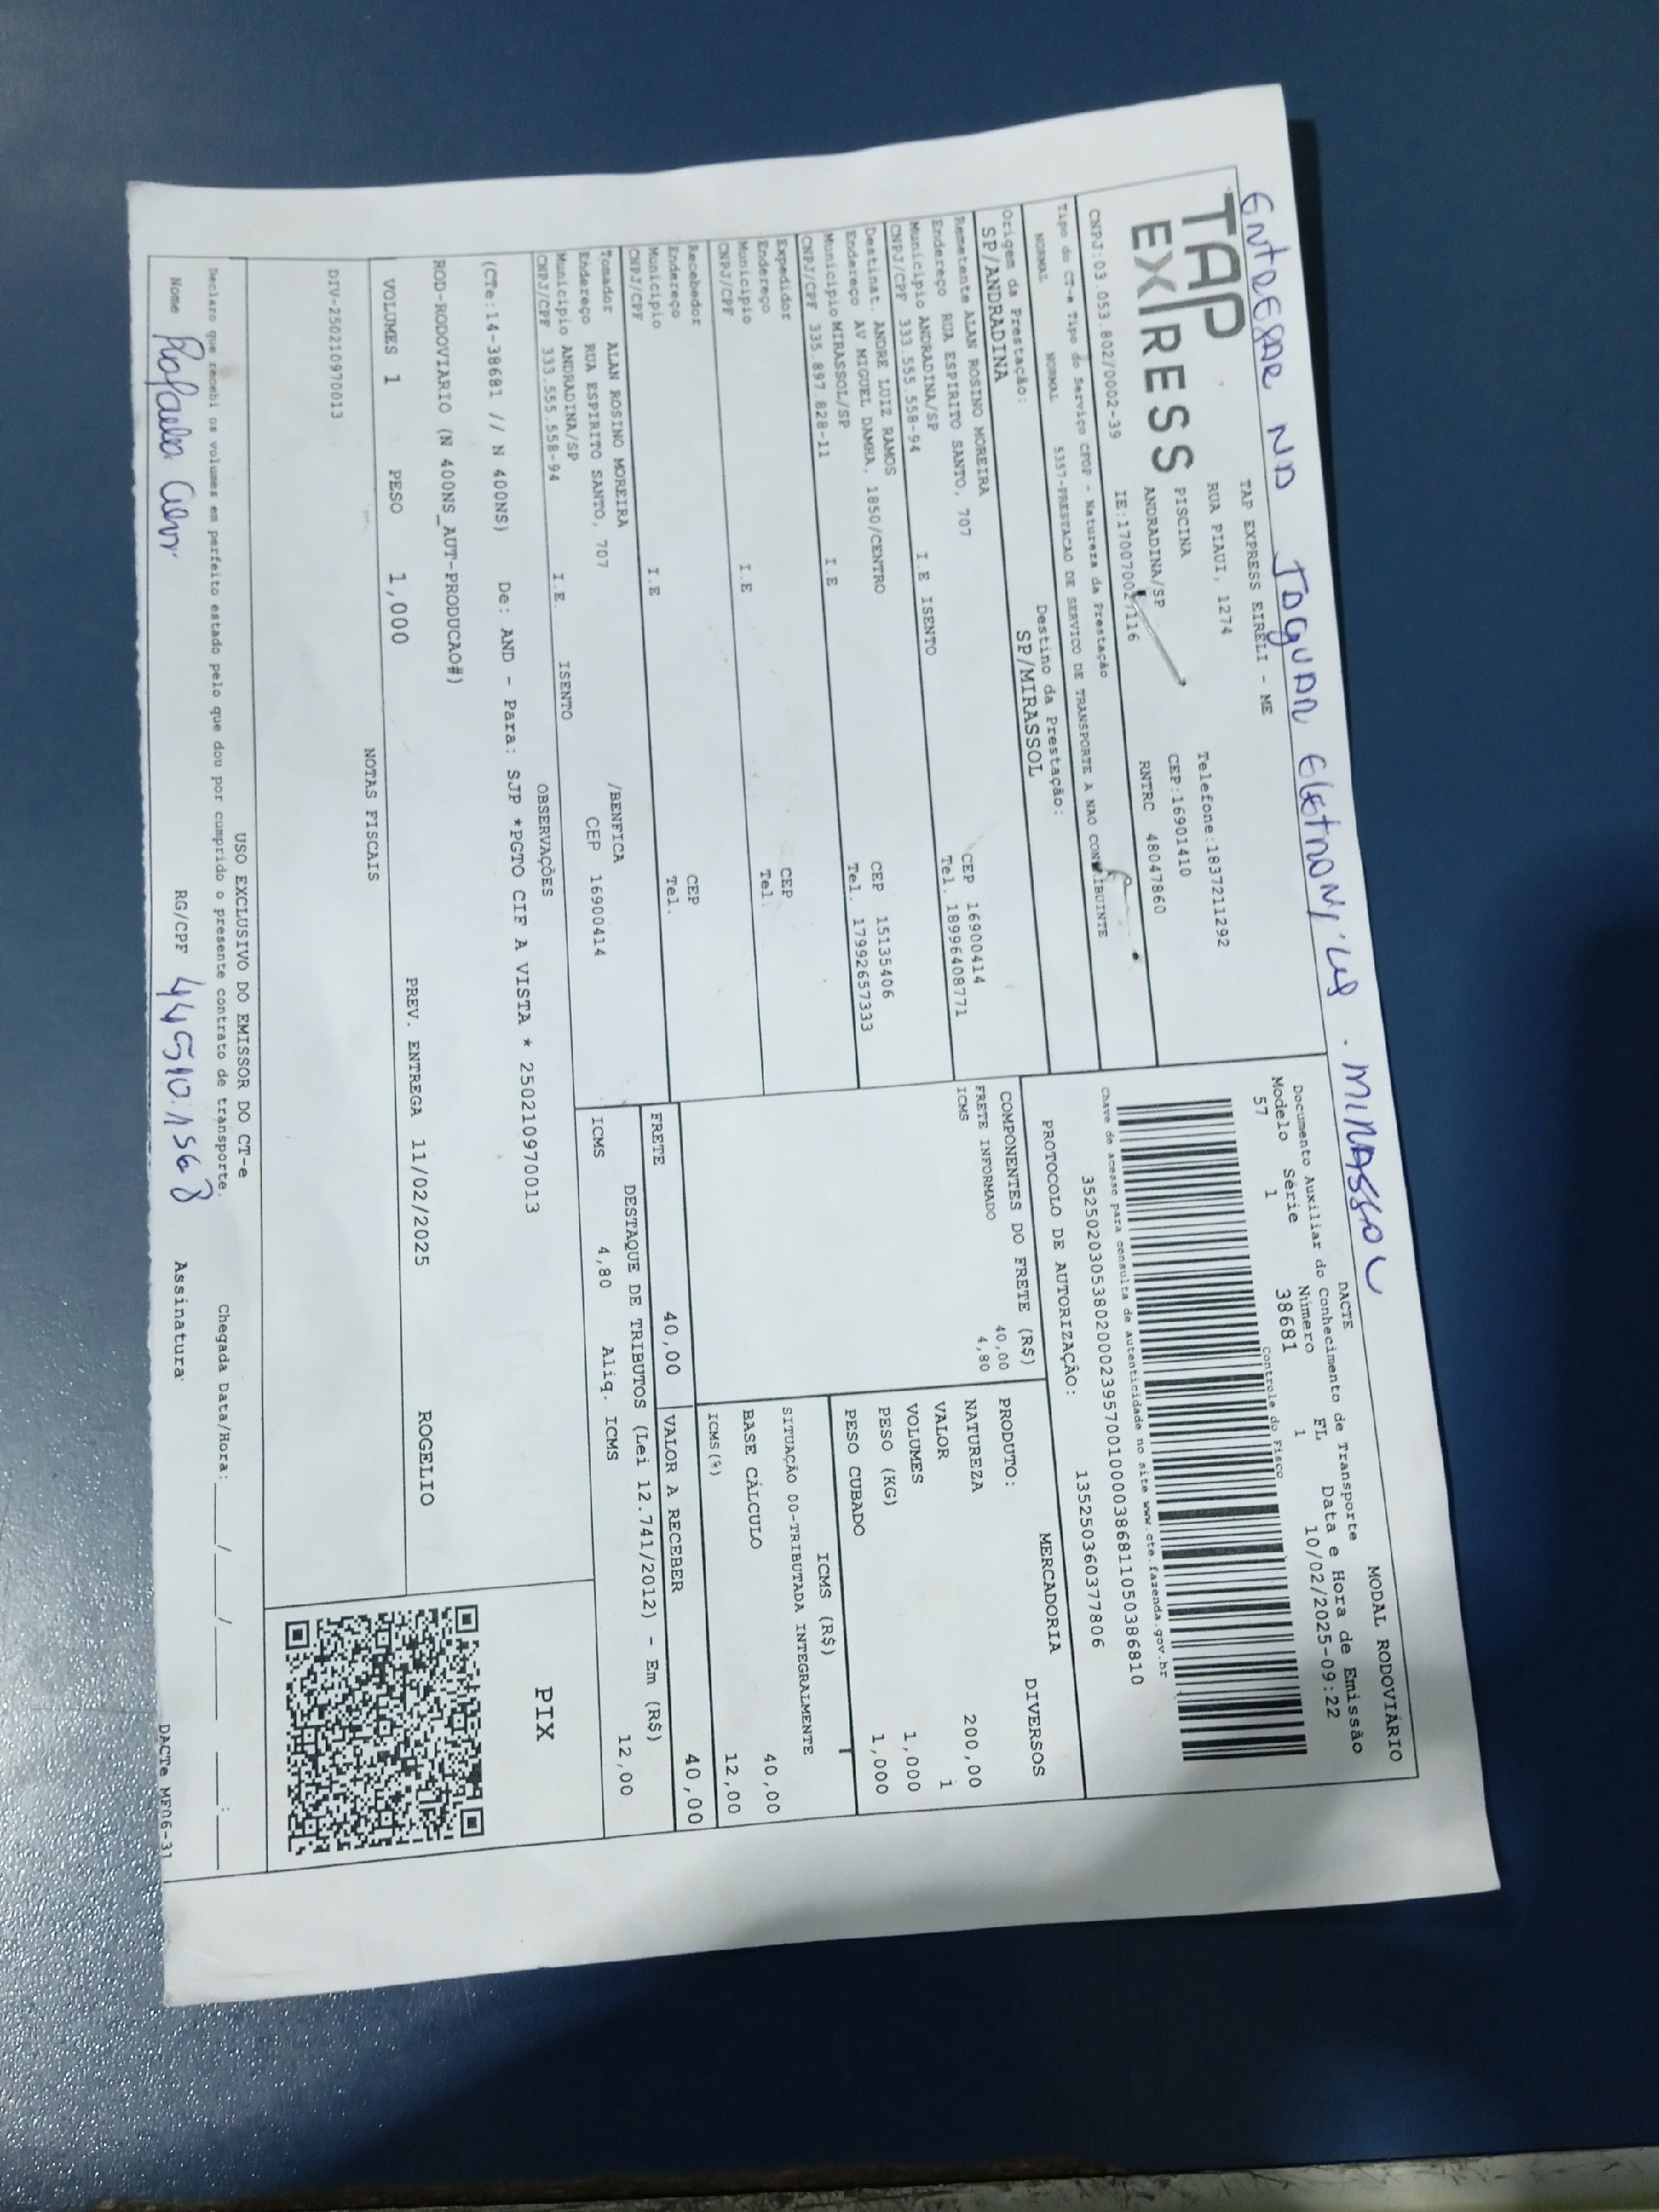 ENTREGAR NO JAGUAR ELETRONICS . MIRASSOL
TAP
EXPRESS
TAP EXPRESS EIRELI - ME
RUA PIAUI, 1274
Telefone:1837211292
PISCINA
CEP:16901410
ANDRADINA/SP
RNTRC 48047860
CNPJ:03.053.802/0002-39
IE:170070027116
Tipo do CT-e Tipo do Serviço CFOP - Natureza da Prestação
NORMAL NORMAL 5357-PRESTACAO DE SERVICO DE TRANSPORTE A NAO CONTRIBUINTE
Origem da Prestação: Destino da Prestação:
SP/ANDRADINA SP/MIRASSOL
Remetente ALAN ROSINO MOREIRA
Endereço RUA ESPIRITO SANTO, 707 CEP 16900414
Município ANDRADINA/SP Tel. 18996408771
CNPJ/CPF 333.555.558-94 I.E ISENTO
Destinat. ANDRE LUIZ RAMOS
Endereço AV MIGUEL DAMHA, 1850/CENTRO CEP 15135406
Município MIRASSOL/SP Tel. 17992657333
CNPJ/CPF 335.897.828-11 I.E
Expedidor
Endereço CEP
Município Tel.
CNPJ/CPF I.E
Recebedor
Endereço CEP
Município Tel.
CNPJ/CPF I.E
Tomador ALAN ROSINO MOREIRA
Endereço RUA ESPIRITO SANTO, 707 /BENFICA
Município ANDRADINA/SP CEP 16900414
CNPJ/CPF 333.555.558-94 I.E. ISENTO
DACTE MODAL RODOVIÁRIO
Documento Auxiliar do Conhecimento de Transporte
Modelo Série Número FL Data e Hora de Emissão
57 1 38681 1 10/02/2025-09:22
Controle do Fisco
Chave de acesso para consulta de autenticidade no site www.cte.fazenda.gov.br
35250203053802000239570010000386811050386810
PROTOCOLO DE AUTORIZAÇÃO: 135250360377806
COMPONENTES DO FRETE (R$)
FRETE INFORMADO 40,00
ICMS 4,80
MERCADORIA
PRODUTO: DIVERSOS
NATUREZA
VALOR 200,00
VOLUMES 1
PESO (KG) 1,000
PESO CUBADO 1,000
ICMS (R$)
SITUAÇÃO 00-TRIBUTADA INTEGRALMENTE
BASE CÁLCULO 40,00
ICMS(%) 12,00
FRETE 40,00 VALOR A RECEBER 40,00
DESTAQUE DE TRIBUTOS (Lei 12.741/2012) - Em (R$)
ICMS 4,80 Aliq. ICMS 12,00
OBSERVAÇÕES
(CTe:14-38681 // N 400NS) De: AND - Para: SJP *PGTO CIF A VISTA * 250210970013
ROD-RODOVIARIO (N 400NS_AUT-PRODUCAO#)
PIX
VOLUMES 1 PESO 1,000 PREV. ENTREGA 11/02/2025 ROGELIO
NOTAS FISCAIS
DIV-250210970013
USO EXCLUSIVO DO EMISSOR DO CT-e
Declaro que recebi os volumes em perfeito estado pelo que dou por cumprido o presente contrato de transporte. Chegada Data/Hora: ____/____/______ ____:____
Nome Rafaela RG/CPF Assinatura
DACTe MF06-31